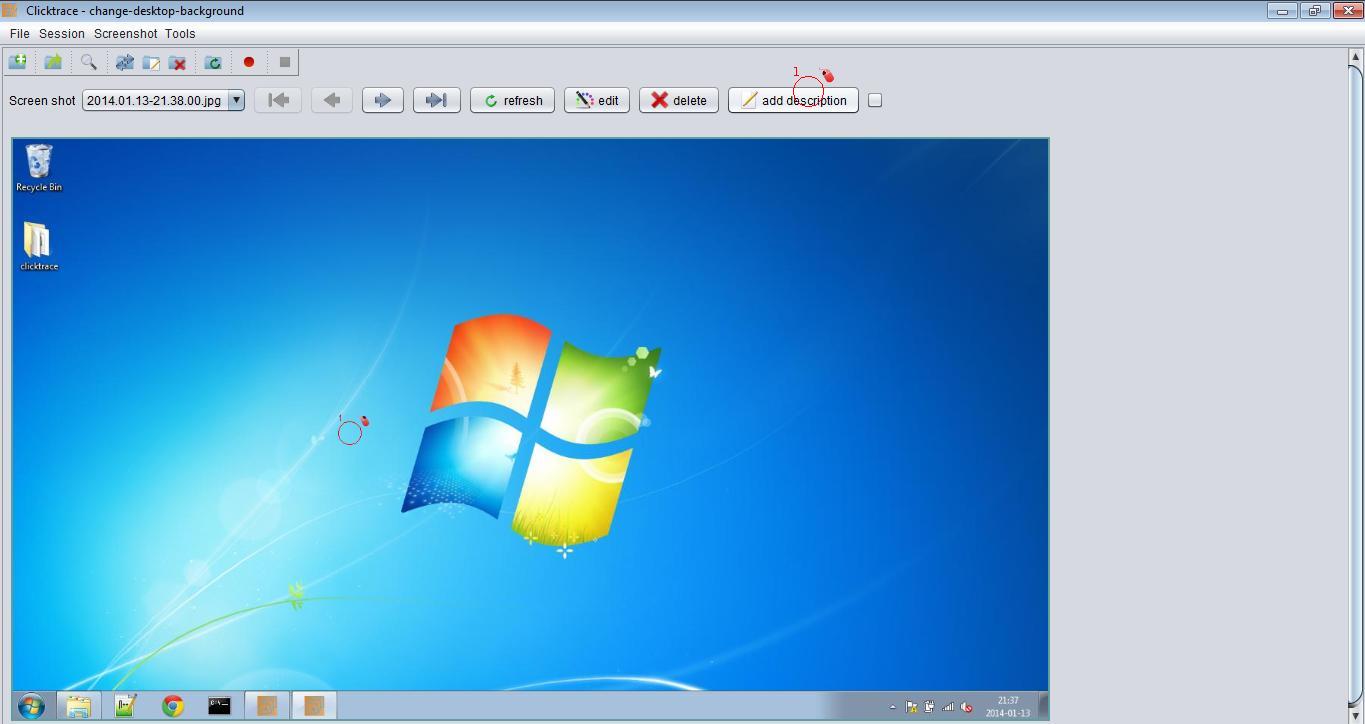 Clicktrace - change-desktop-background
File Session Screenshot Tools
1
Screen shot 2014.01.13-21.38.00.jpg refresh edit delete add description
Recycle Bin
clicktrace
1
21:37
2014-01-13